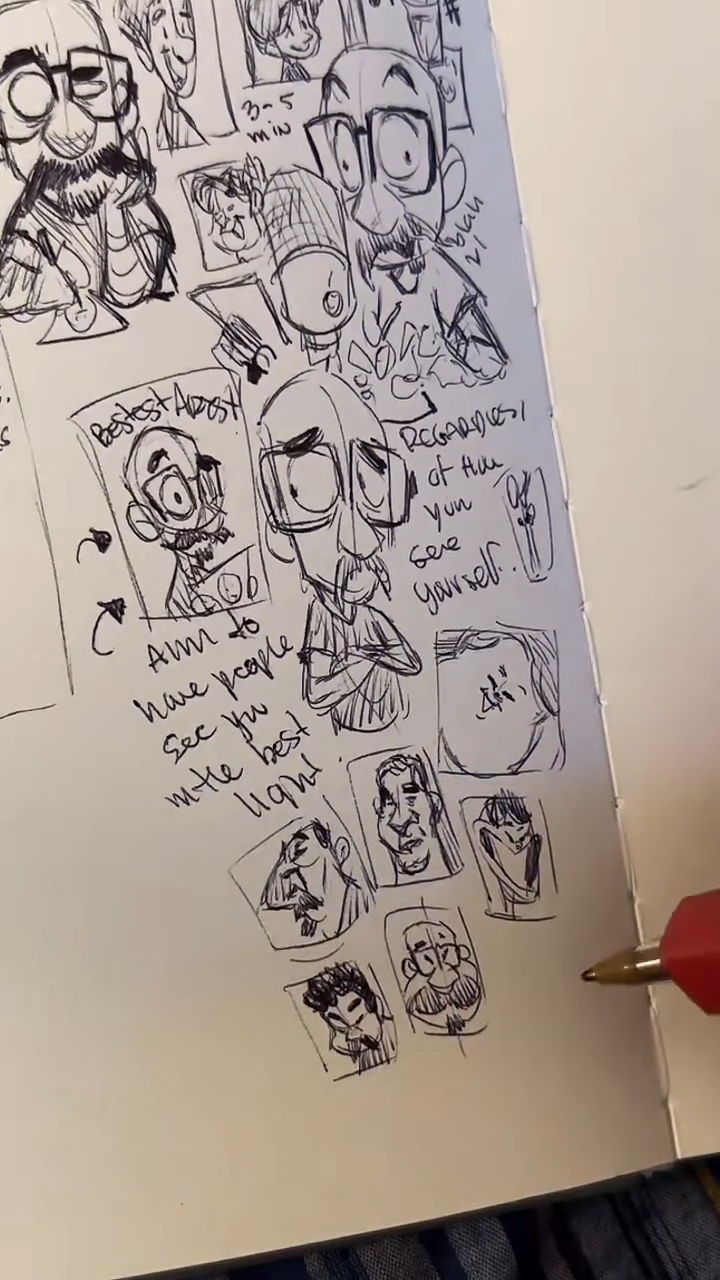 #
3-5
min
blah
Bestest Artist
REGARDLESS
of how
you
see
yourself.
Aim to
have people
see you
in the best
light.